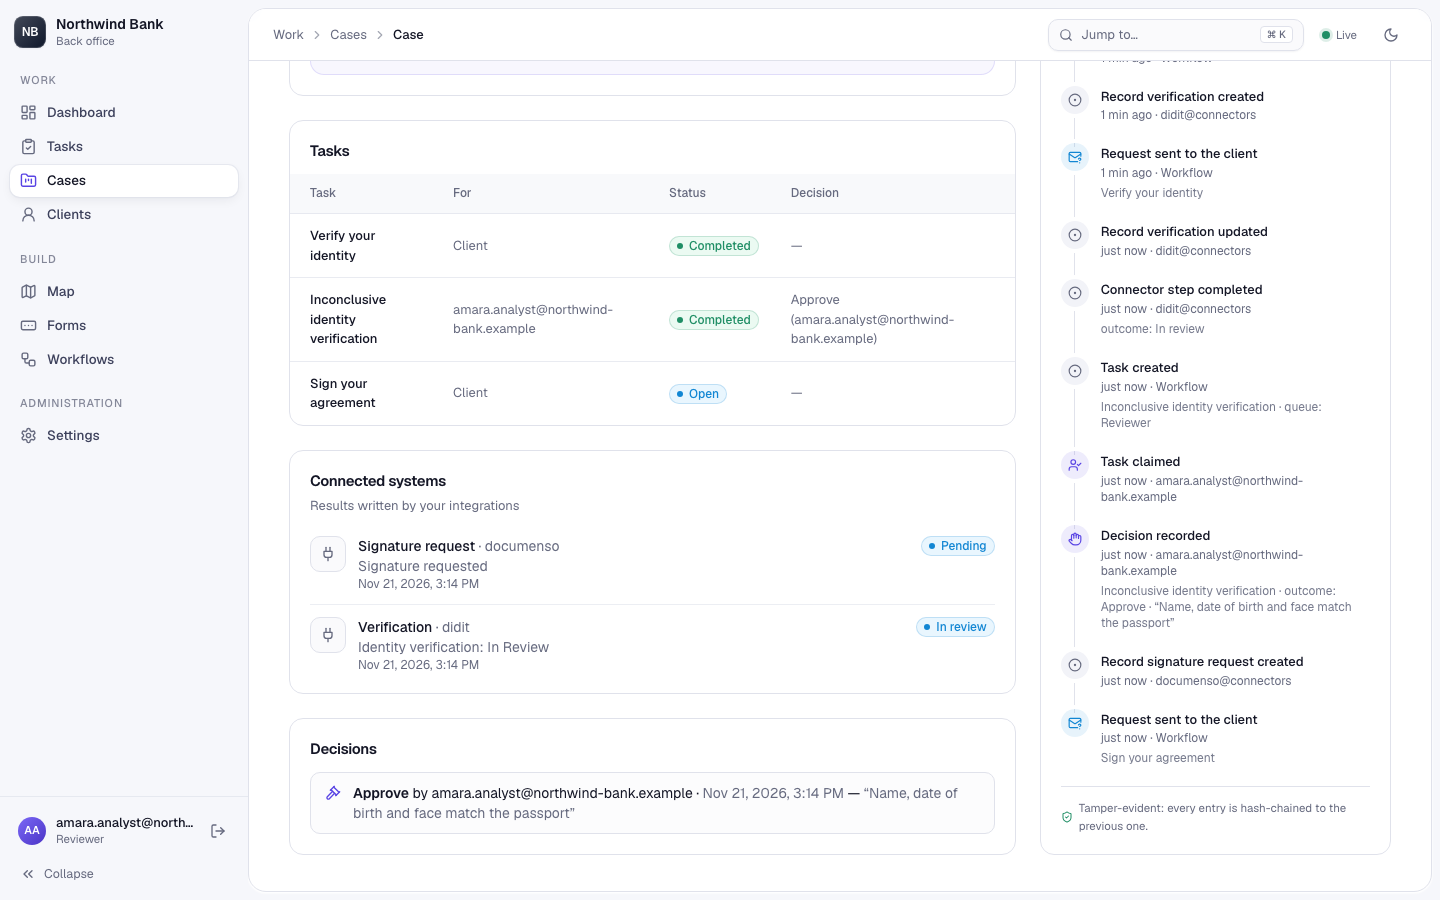 NB
Northwind Bank
Back office
WORK
Dashboard
Tasks
Cases
Clients
BUILD
Map
Forms
Workflows
ADMINISTRATION
Settings
AA
amara.analyst@north...
Reviewer
Collapse
Work > Cases > Case
Jump to...
⌘ K
Live
Tasks
Task For Status Decision
Verify your
identity
Client
Completed
—
Inconclusive
identity
verification
amara.analyst@northwind-
bank.example
Completed
Approve
(amara.analyst@northwind-
bank.example)
Sign your
agreement
Client
Open
—
Connected systems
Results written by your integrations
Signature request · documenso
Pending
Signature requested
Nov 21, 2026, 3:14 PM
Verification · didit
In review
Identity verification: In Review
Nov 21, 2026, 3:14 PM
Decisions
Approve by amara.analyst@northwind-bank.example · Nov 21, 2026, 3:14 PM — “Name, date of
birth and face match the passport”
Record verification created
1 min ago · didit@connectors
Request sent to the client
1 min ago · Workflow
Verify your identity
Record verification updated
just now · didit@connectors
Connector step completed
just now · didit@connectors
outcome: In review
Task created
just now · Workflow
Inconclusive identity verification · queue:
Reviewer
Task claimed
just now · amara.analyst@northwind-
bank.example
Decision recorded
just now · amara.analyst@northwind-
bank.example
Inconclusive identity verification · outcome:
Approve · “Name, date of birth and face match
the passport”
Record signature request created
just now · documenso@connectors
Request sent to the client
just now · Workflow
Sign your agreement
Tamper-evident: every entry is hash-chained to the
previous one.